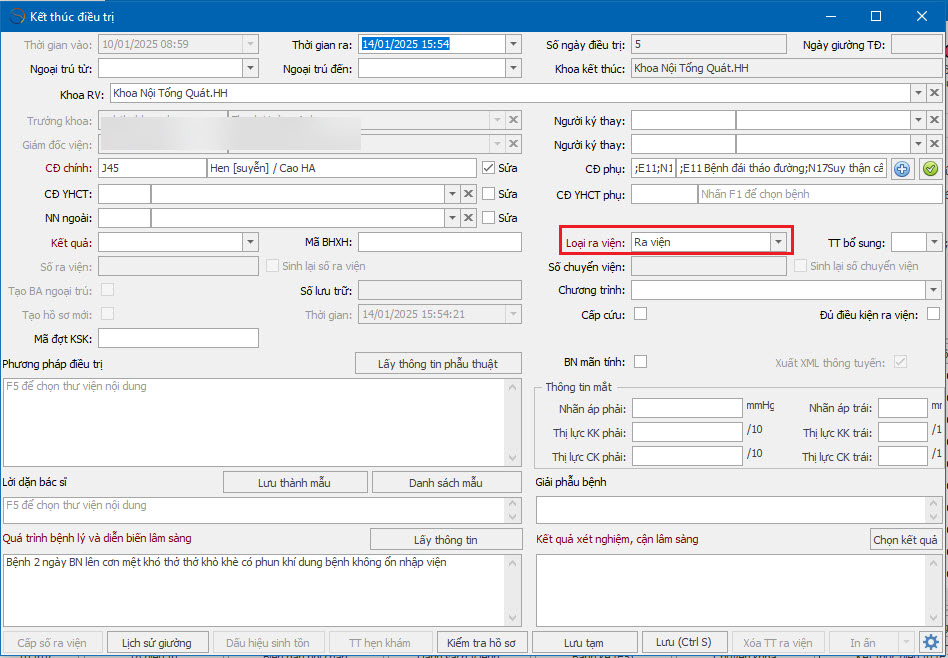 Kết thúc điều trị
Thời gian vào: 10/01/2025 08:59 Thời gian ra: 14/01/2025 15:54 Số ngày điều trị: 5 Ngày giường TĐ:
Ngoại trú từ: Ngoại trú đến: Khoa kết thúc: Khoa Nội Tổng Quát.HH
Khoa RV: Khoa Nội Tổng Quát.HH
Trưởng khoa: Người ký thay:
Giám đốc viện: Người ký thay:
CĐ chính: J45 Hen [suyễn] / Cao HA Sửa CĐ phụ: ;E11;N1 ;E11 Bệnh đái tháo đường;N17Suy thận cấ
CĐ YHCT: Sửa CĐ YHCT phụ: Nhấn F1 để chọn bệnh
NN ngoài: Sửa
Kết quả: Mã BHXH: Loại ra viện: Ra viện TT bổ sung:
Số ra viện: Sinh lại số ra viện Số chuyển viện: Sinh lại số chuyển viện
Tạo BA ngoại trú: Số lưu trữ: Chương trình:
Tạo hồ sơ mới: Thời gian: 14/01/2025 15:54:21 Cấp cứu: Đủ điều kiện ra viện:
Mã đợt KSK:
Phương pháp điều trị Lấy thông tin phẫu thuật BN mãn tính: Xuất XML thông tuyến:
F5 để chọn thư viện nội dung
Thông tin mắt
Nhãn áp phải: mmHg Nhãn áp trái: mr
Thị lực KK phải: /10 Thị lực KK trái: /1
Thị lực CK phải: /10 Thị lực CK trái: /1
Lời dặn bác sĩ Lưu thành mẫu Danh sách mẫu Giải phẫu bệnh
F5 để chọn thư viện nội dung
Quá trình bệnh lý và diễn biến lâm sàng Lấy thông tin Kết quả xét nghiệm, cận lâm sàng Chọn kết quả
Bệnh 2 ngày BN lên cơn mệt khó thở thở khò khè có phun khí dung bệnh không ổn nhập viện
Cấp số ra viện Lịch sử giường Dấu hiệu sinh tồn TT hẹn khám Kiểm tra hồ sơ Lưu tạm Lưu (Ctrl S) Xóa TT ra viện In ấn